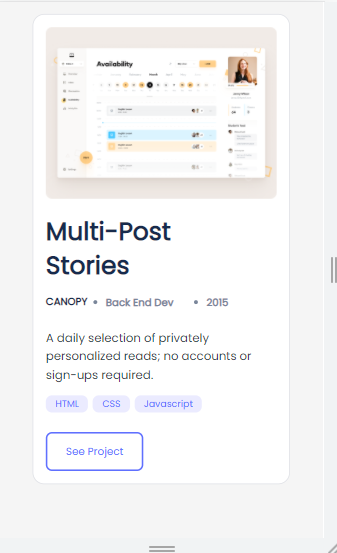 Availability
Month
Multi-Post
Stories
CANOPY • Back End Dev • 2015
A daily selection of privately
personalized reads; no accounts or
sign-ups required.
HTML CSS Javascript
See Project